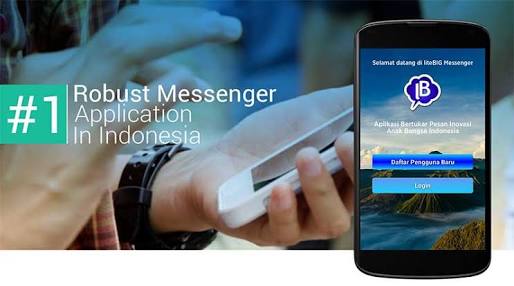 #1
Robust Messenger
Application
In Indonesia
Selamat datang di liteBIG Messenger
LB
Aplikasi Bertukar Pesan Inovasi
Anak Bangsa Indonesia
Daftar Pengguna Baru
Login